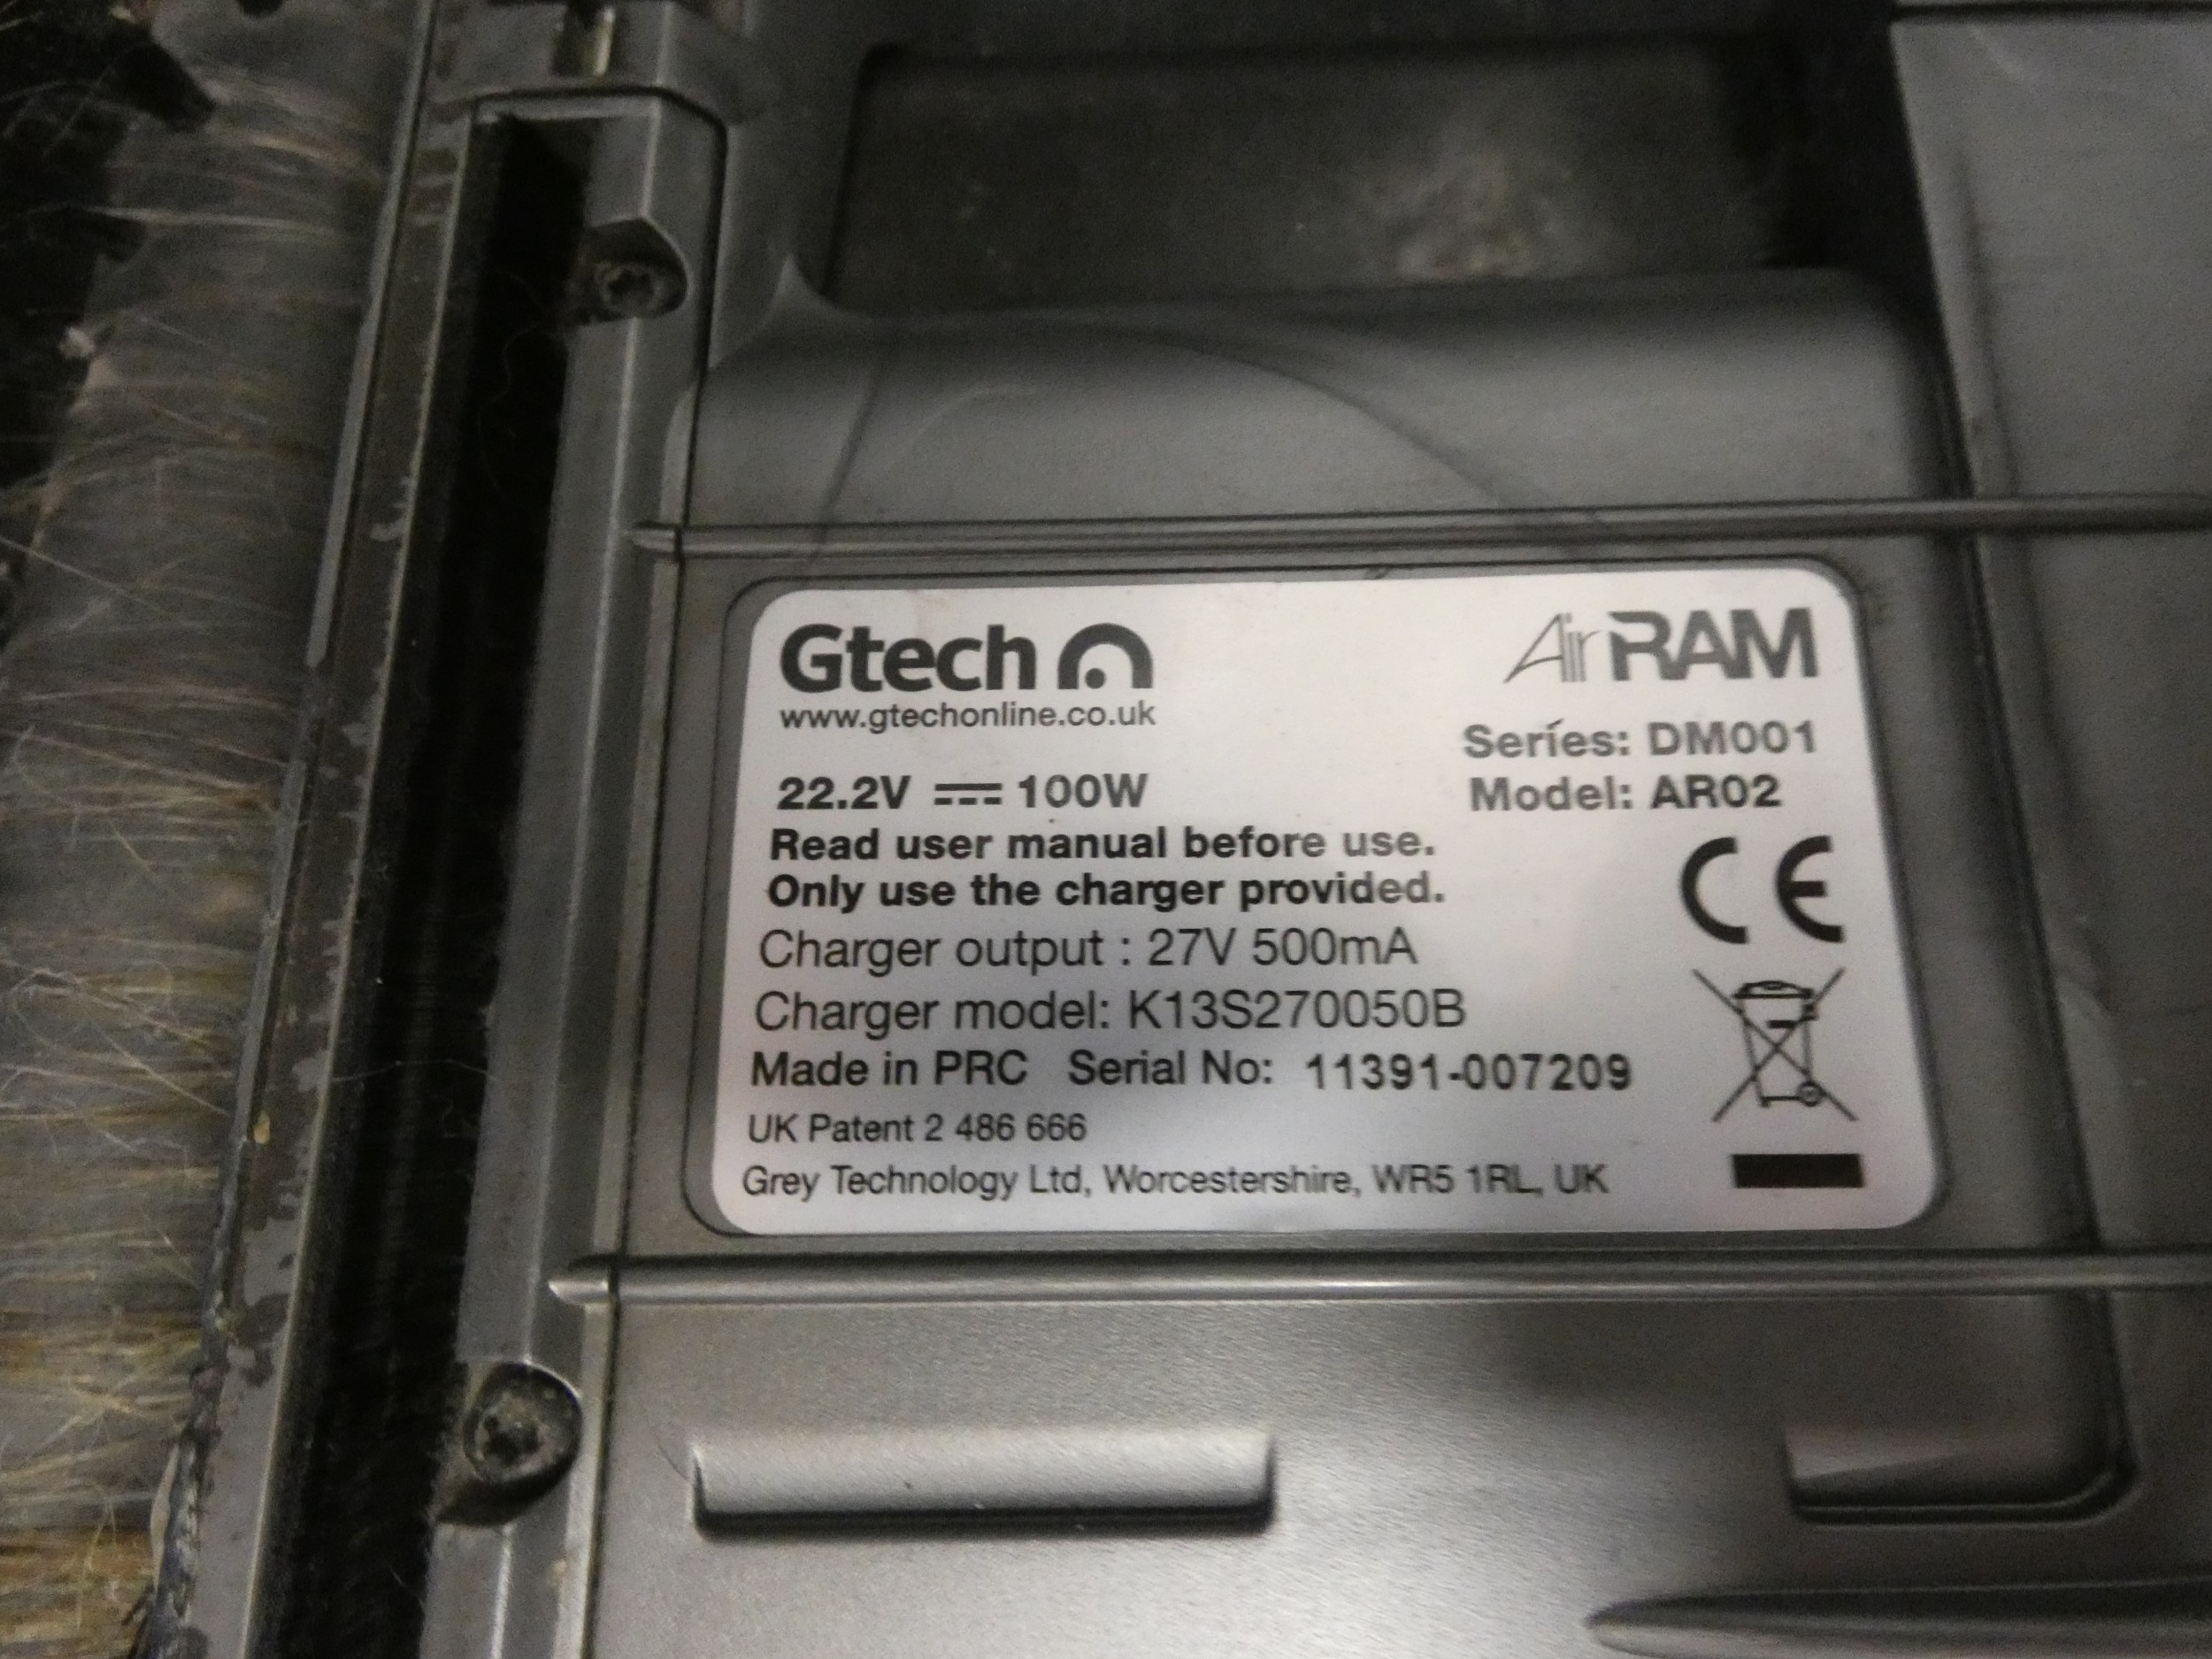 Gtech
AirRAM
www.gtechonline.co.uk
Series: DM001
22.2V 100W
Model: AR02
Read user manual before use.
Only use the charger provided.
CE
Charger output : 27V 500mA
Charger model: K13S270050B
Made in PRC Serial No: 11391-007209
UK Patent 2 486 666
Grey Technology Ltd, Worcestershire, WR5 1RL, UK